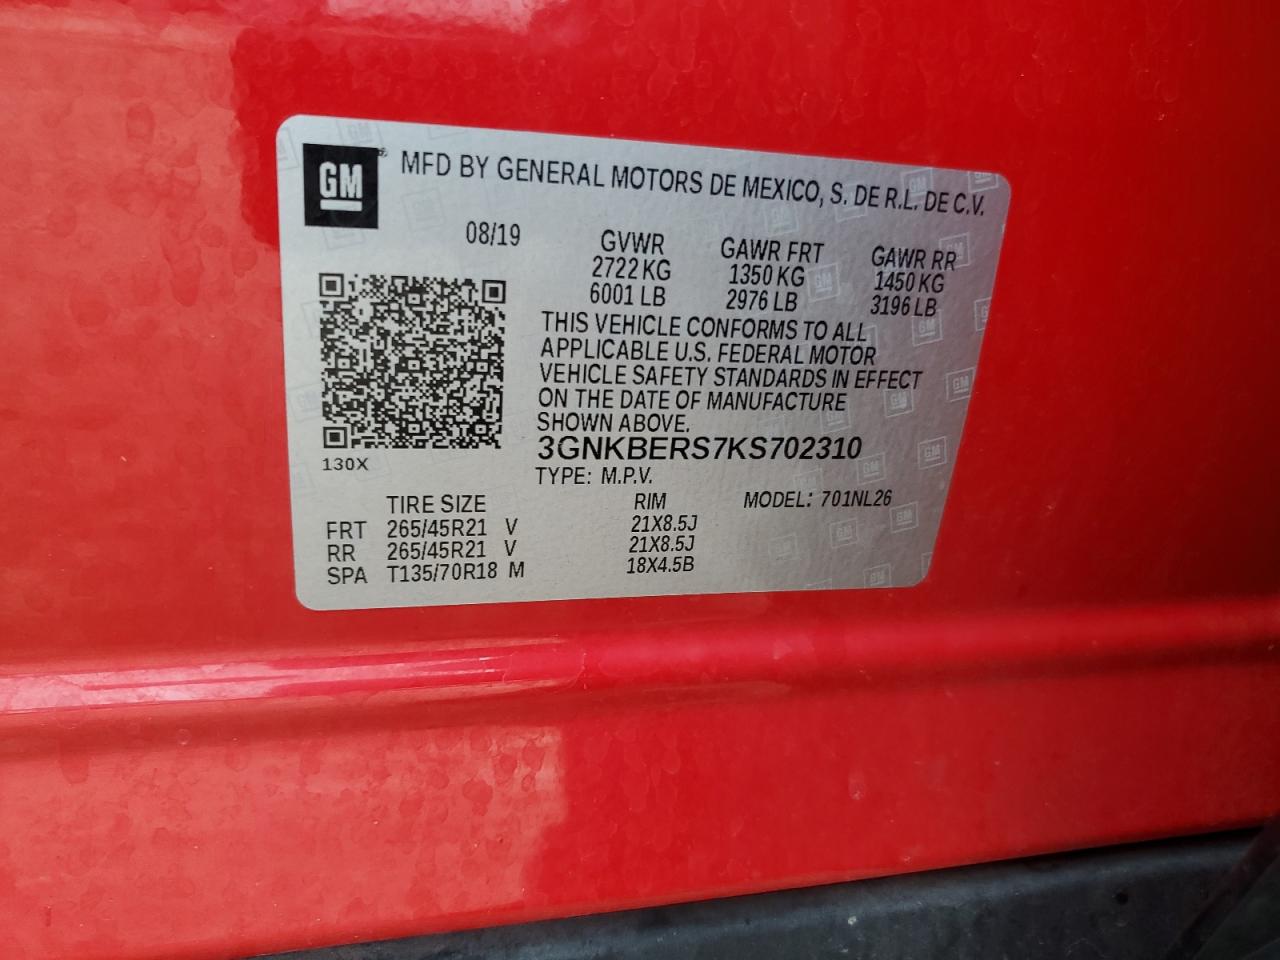 GM ® MFD BY GENERAL MOTORS DE MEXICO, S. DE R.L. DE C.V.
08/19
GVWR GAWR FRT GAWR RR
2722 KG 1350 KG 1450 KG
6001 LB 2976 LB 3196 LB
THIS VEHICLE CONFORMS TO ALL
APPLICABLE U.S. FEDERAL MOTOR
VEHICLE SAFETY STANDARDS IN EFFECT
ON THE DATE OF MANUFACTURE
SHOWN ABOVE.
3GNKBERS7KS702310
130X
TYPE: M.P.V.
TIRE SIZE RIM MODEL: 701NL26
FRT 265/45R21 V 21X8.5J
RR 265/45R21 V 21X8.5J
SPA T135/70R18 M 18X4.5B